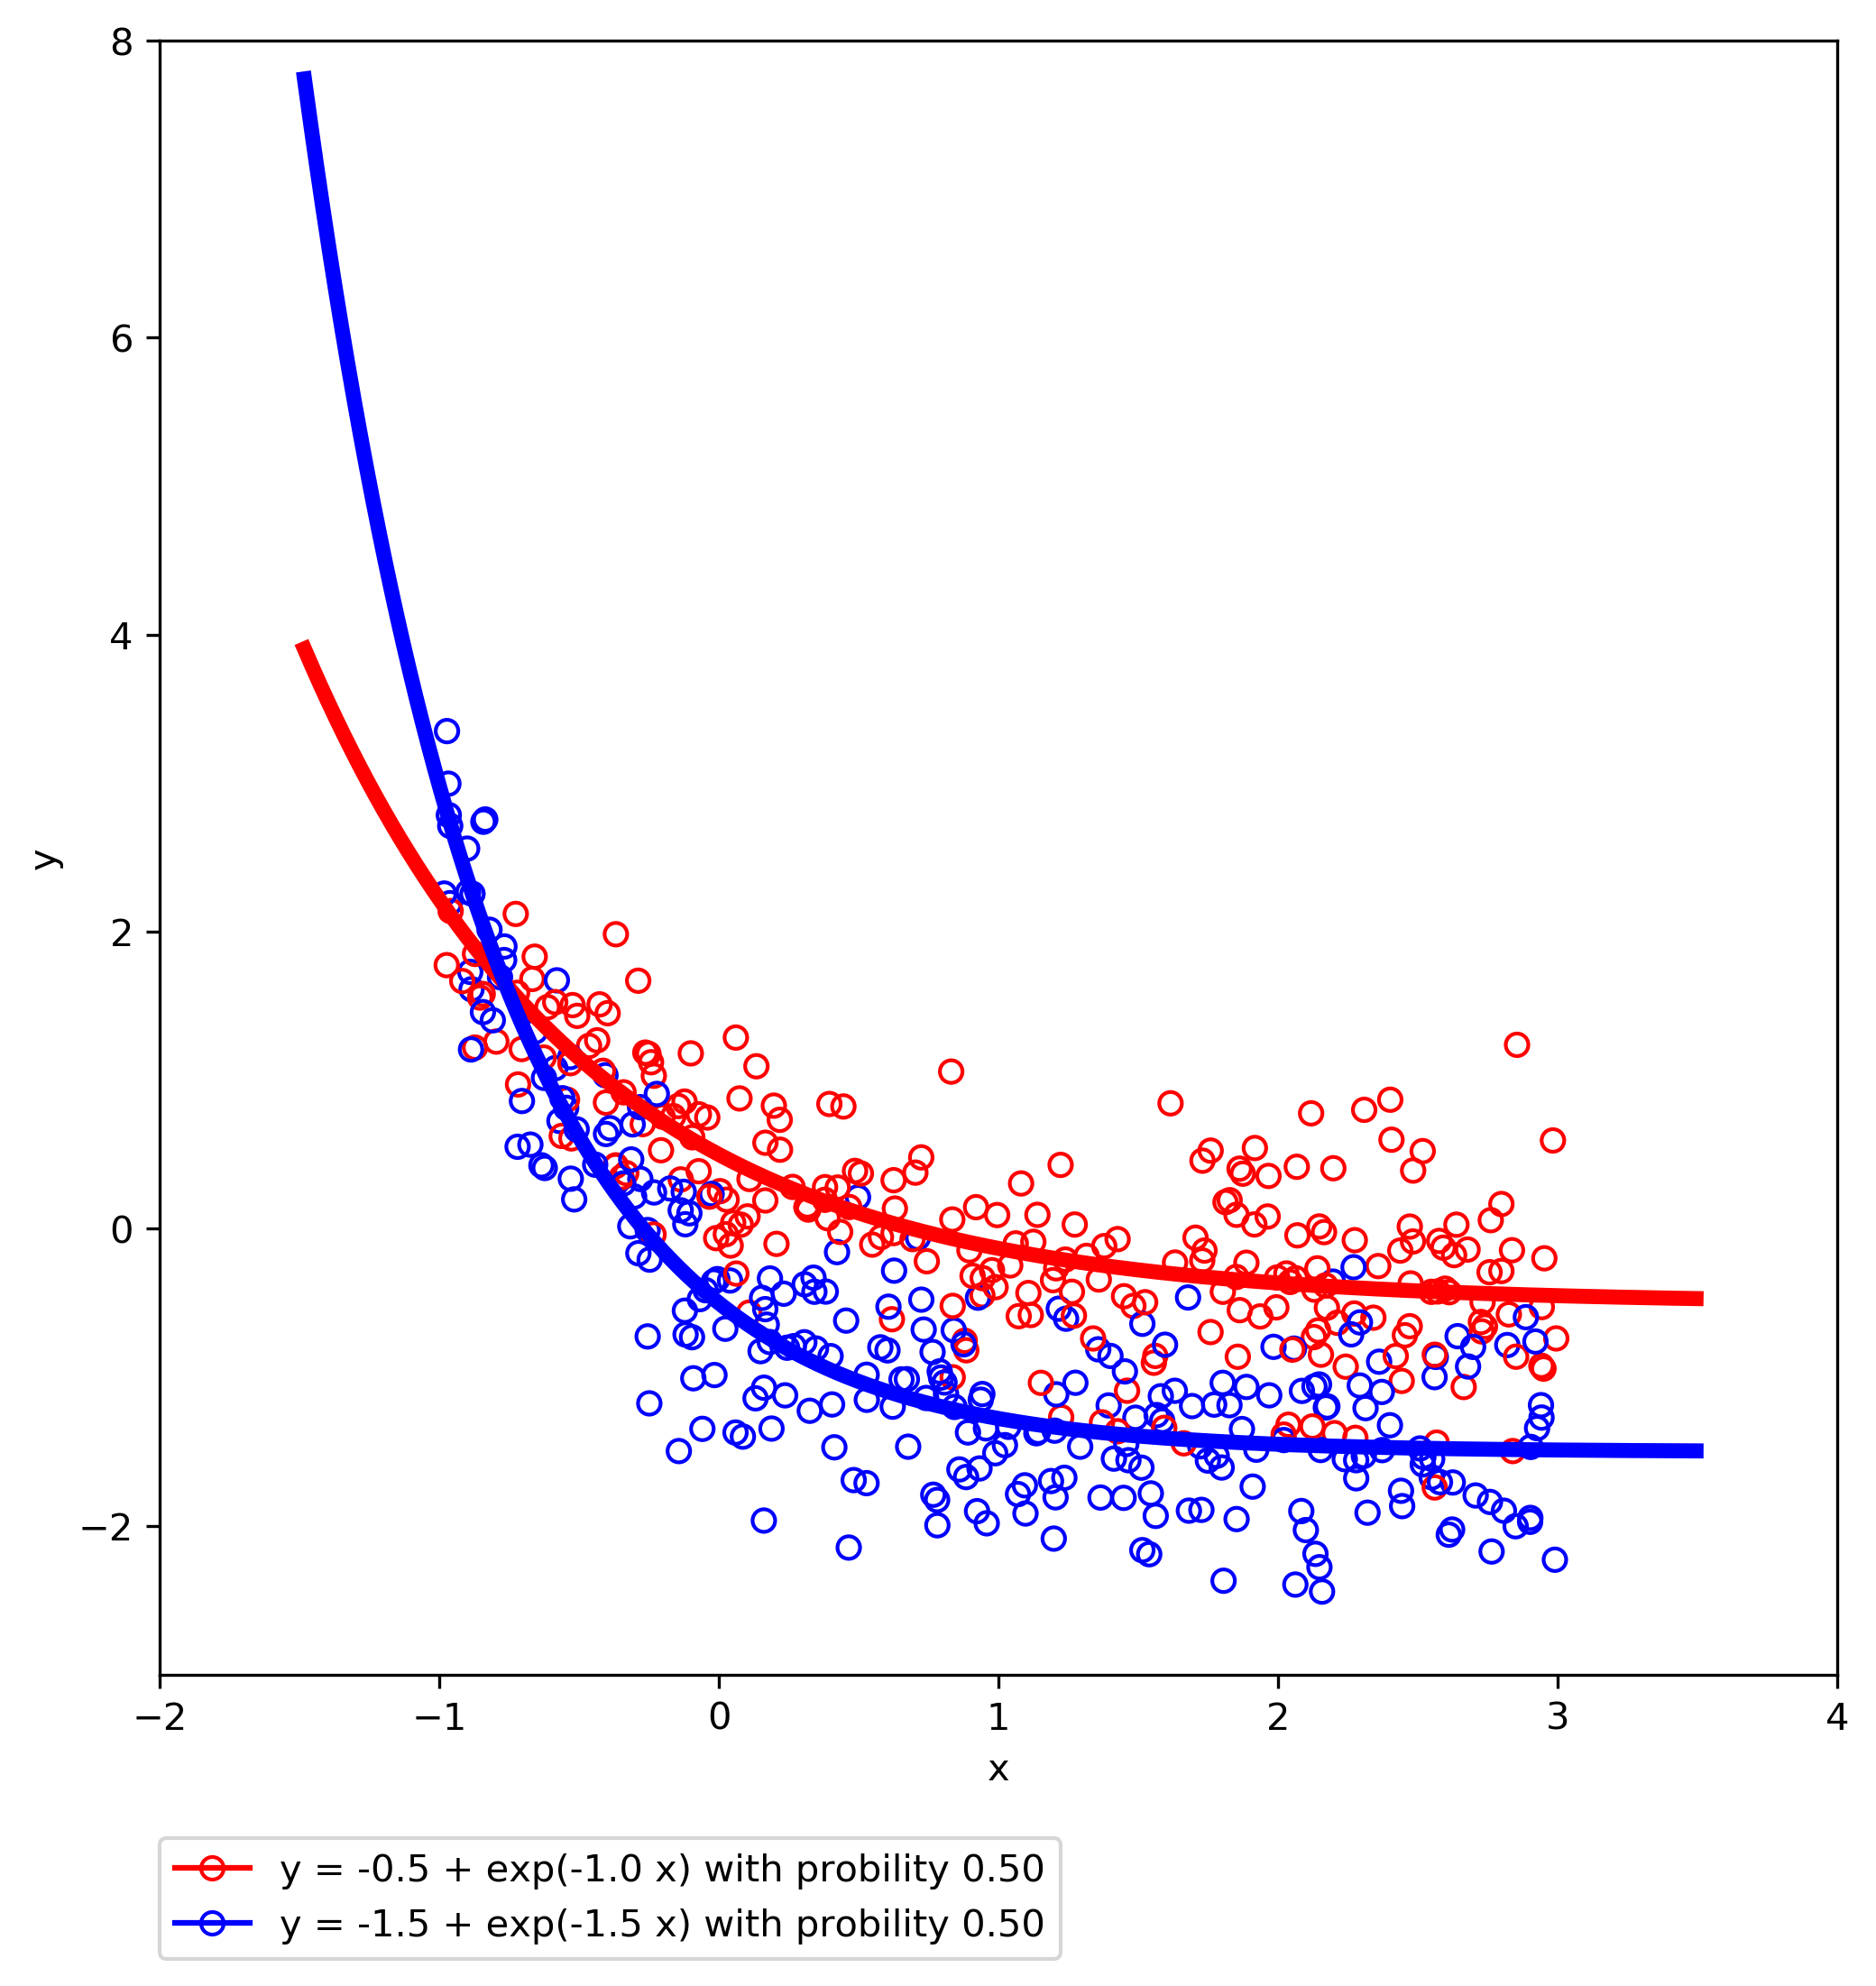 8
6
4
2
0
−2
y
−2 −1 0 1 2 3 4
x
y = -0.5 + exp(-1.0 x) with probility 0.50
y = -1.5 + exp(-1.5 x) with probility 0.50